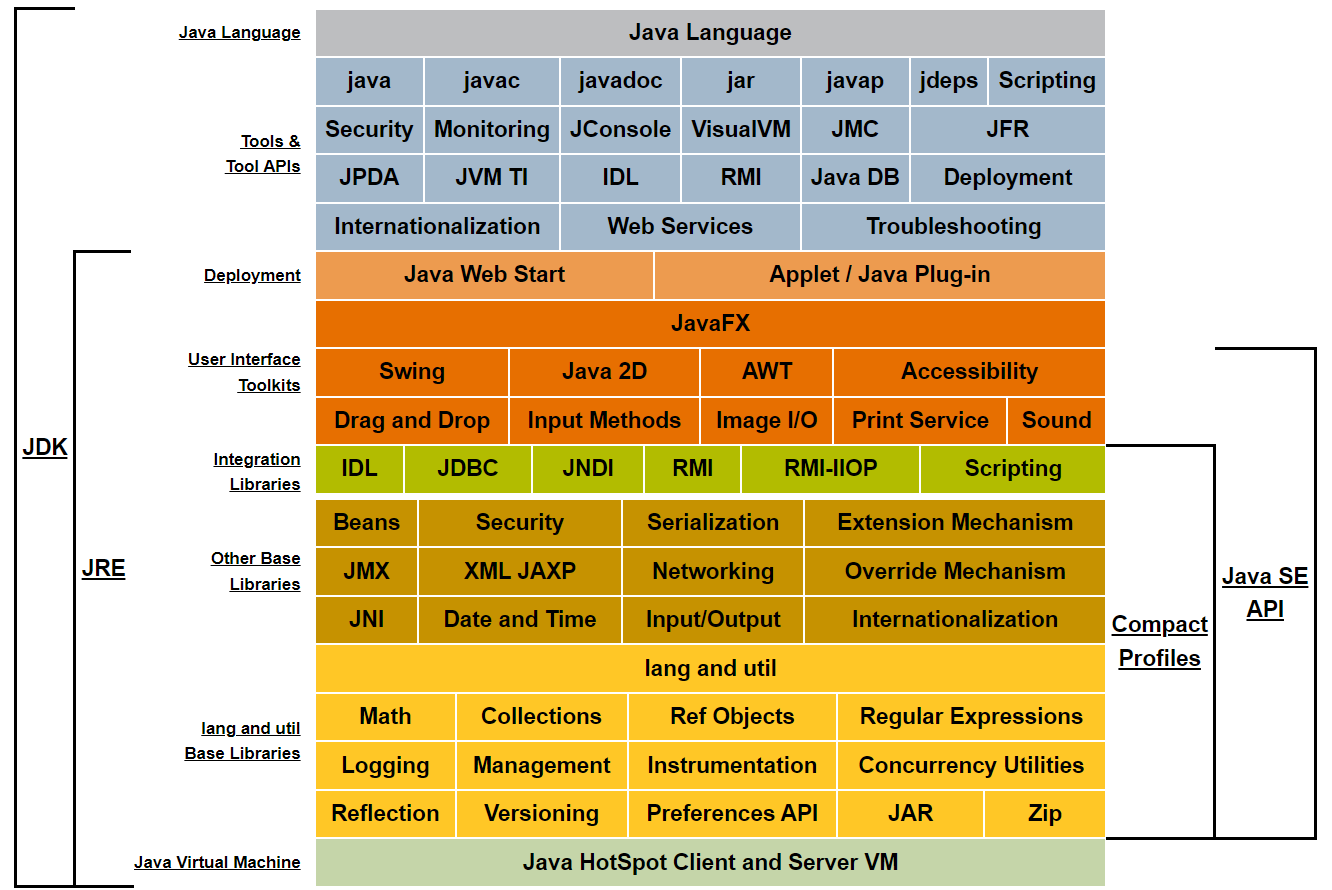 Java Language
Java Language
java javac javadoc jar javap jdeps Scripting
Security Monitoring JConsole VisualVM JMC JFR
Tools &
Tool APIs
JPDA JVM TI IDL RMI Java DB Deployment
Internationalization Web Services Troubleshooting
Deployment
Java Web Start Applet / Java Plug-in
JavaFX
User Interface
Toolkits
Swing Java 2D AWT Accessibility
Drag and Drop Input Methods Image I/O Print Service Sound
JDK
Integration
Libraries
IDL JDBC JNDI RMI RMI-IIOP Scripting
Beans Security Serialization Extension Mechanism
JRE
Other Base
Libraries
JMX XML JAXP Networking Override Mechanism
Java SE
API
JNI Date and Time Input/Output Internationalization
Compact
Profiles
lang and util
lang and util
Base Libraries
Math Collections Ref Objects Regular Expressions
Logging Management Instrumentation Concurrency Utilities
Reflection Versioning Preferences API JAR Zip
Java Virtual Machine
Java HotSpot Client and Server VM